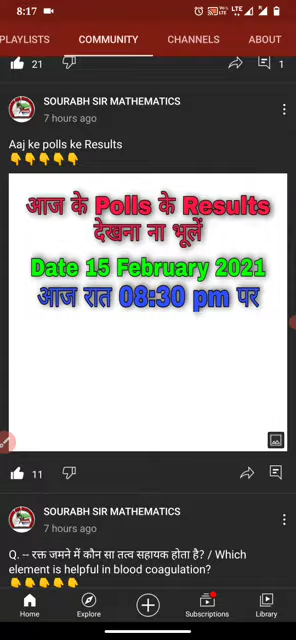 8:17
LTE
PLAYLISTS
COMMUNITY
CHANNELS
ABOUT
21
1
SOURABH SIR MATHEMATICS
7 hours ago
Aaj ke polls ke Results
👇👇👇👇👇
आज के Polls के Results
देखना ना भूलें
Date 15 February 2021
आज रात 08:30 pm पर
11
SOURABH SIR MATHEMATICS
7 hours ago
Q. -- रक्त जमने में कौन सा तत्व सहायक होता है? / Which
element is helpful in blood coagulation?
👇👇👇👇👇
Home
Explore
Subscriptions
Library